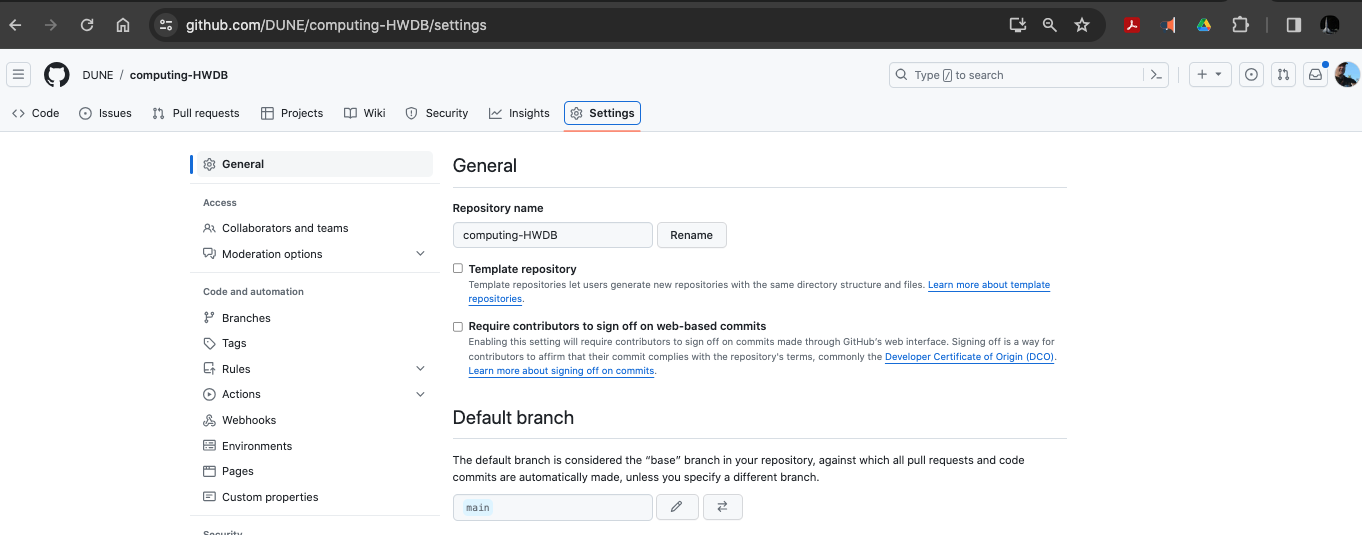 github.com/DUNE/computing-HWDB/settings
DUNE / computing-HWDB
Type / to search
Code Issues Pull requests Projects Wiki Security Insights Settings
General
Access
Collaborators and teams
Moderation options
Code and automation
Branches
Tags
Rules
Actions
Webhooks
Environments
Pages
Custom properties
Security
General
Repository name
computing-HWDB Rename
Template repository
Template repositories let users generate new repositories with the same directory structure and files. Learn more about template
repositories.
Require contributors to sign off on web-based commits
Enabling this setting will require contributors to sign off on commits made through GitHub’s web interface. Signing off is a way for
contributors to affirm that their commit complies with the repository's terms, commonly the Developer Certificate of Origin (DCO).
Learn more about signing off on commits.
Default branch
The default branch is considered the “base” branch in your repository, against which all pull requests and code
commits are automatically made, unless you specify a different branch.
main